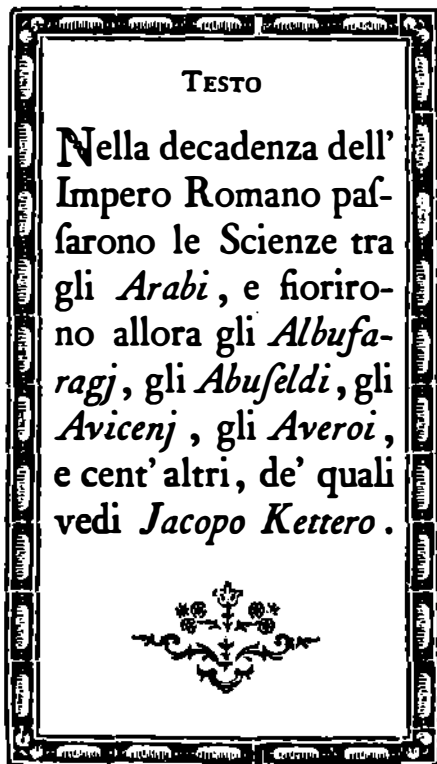 TESTO
Nella decadenza dell’
Impero Romano paſ-
ſarono le Scienze tra
gli Arabi, e fioriro-
no allora gli Albufa-
ragj, gli Abuſeldi, gli
Avicenj, gli Averoi,
e cent’ altri, de’ quali
vedi Jacopo Kettero.